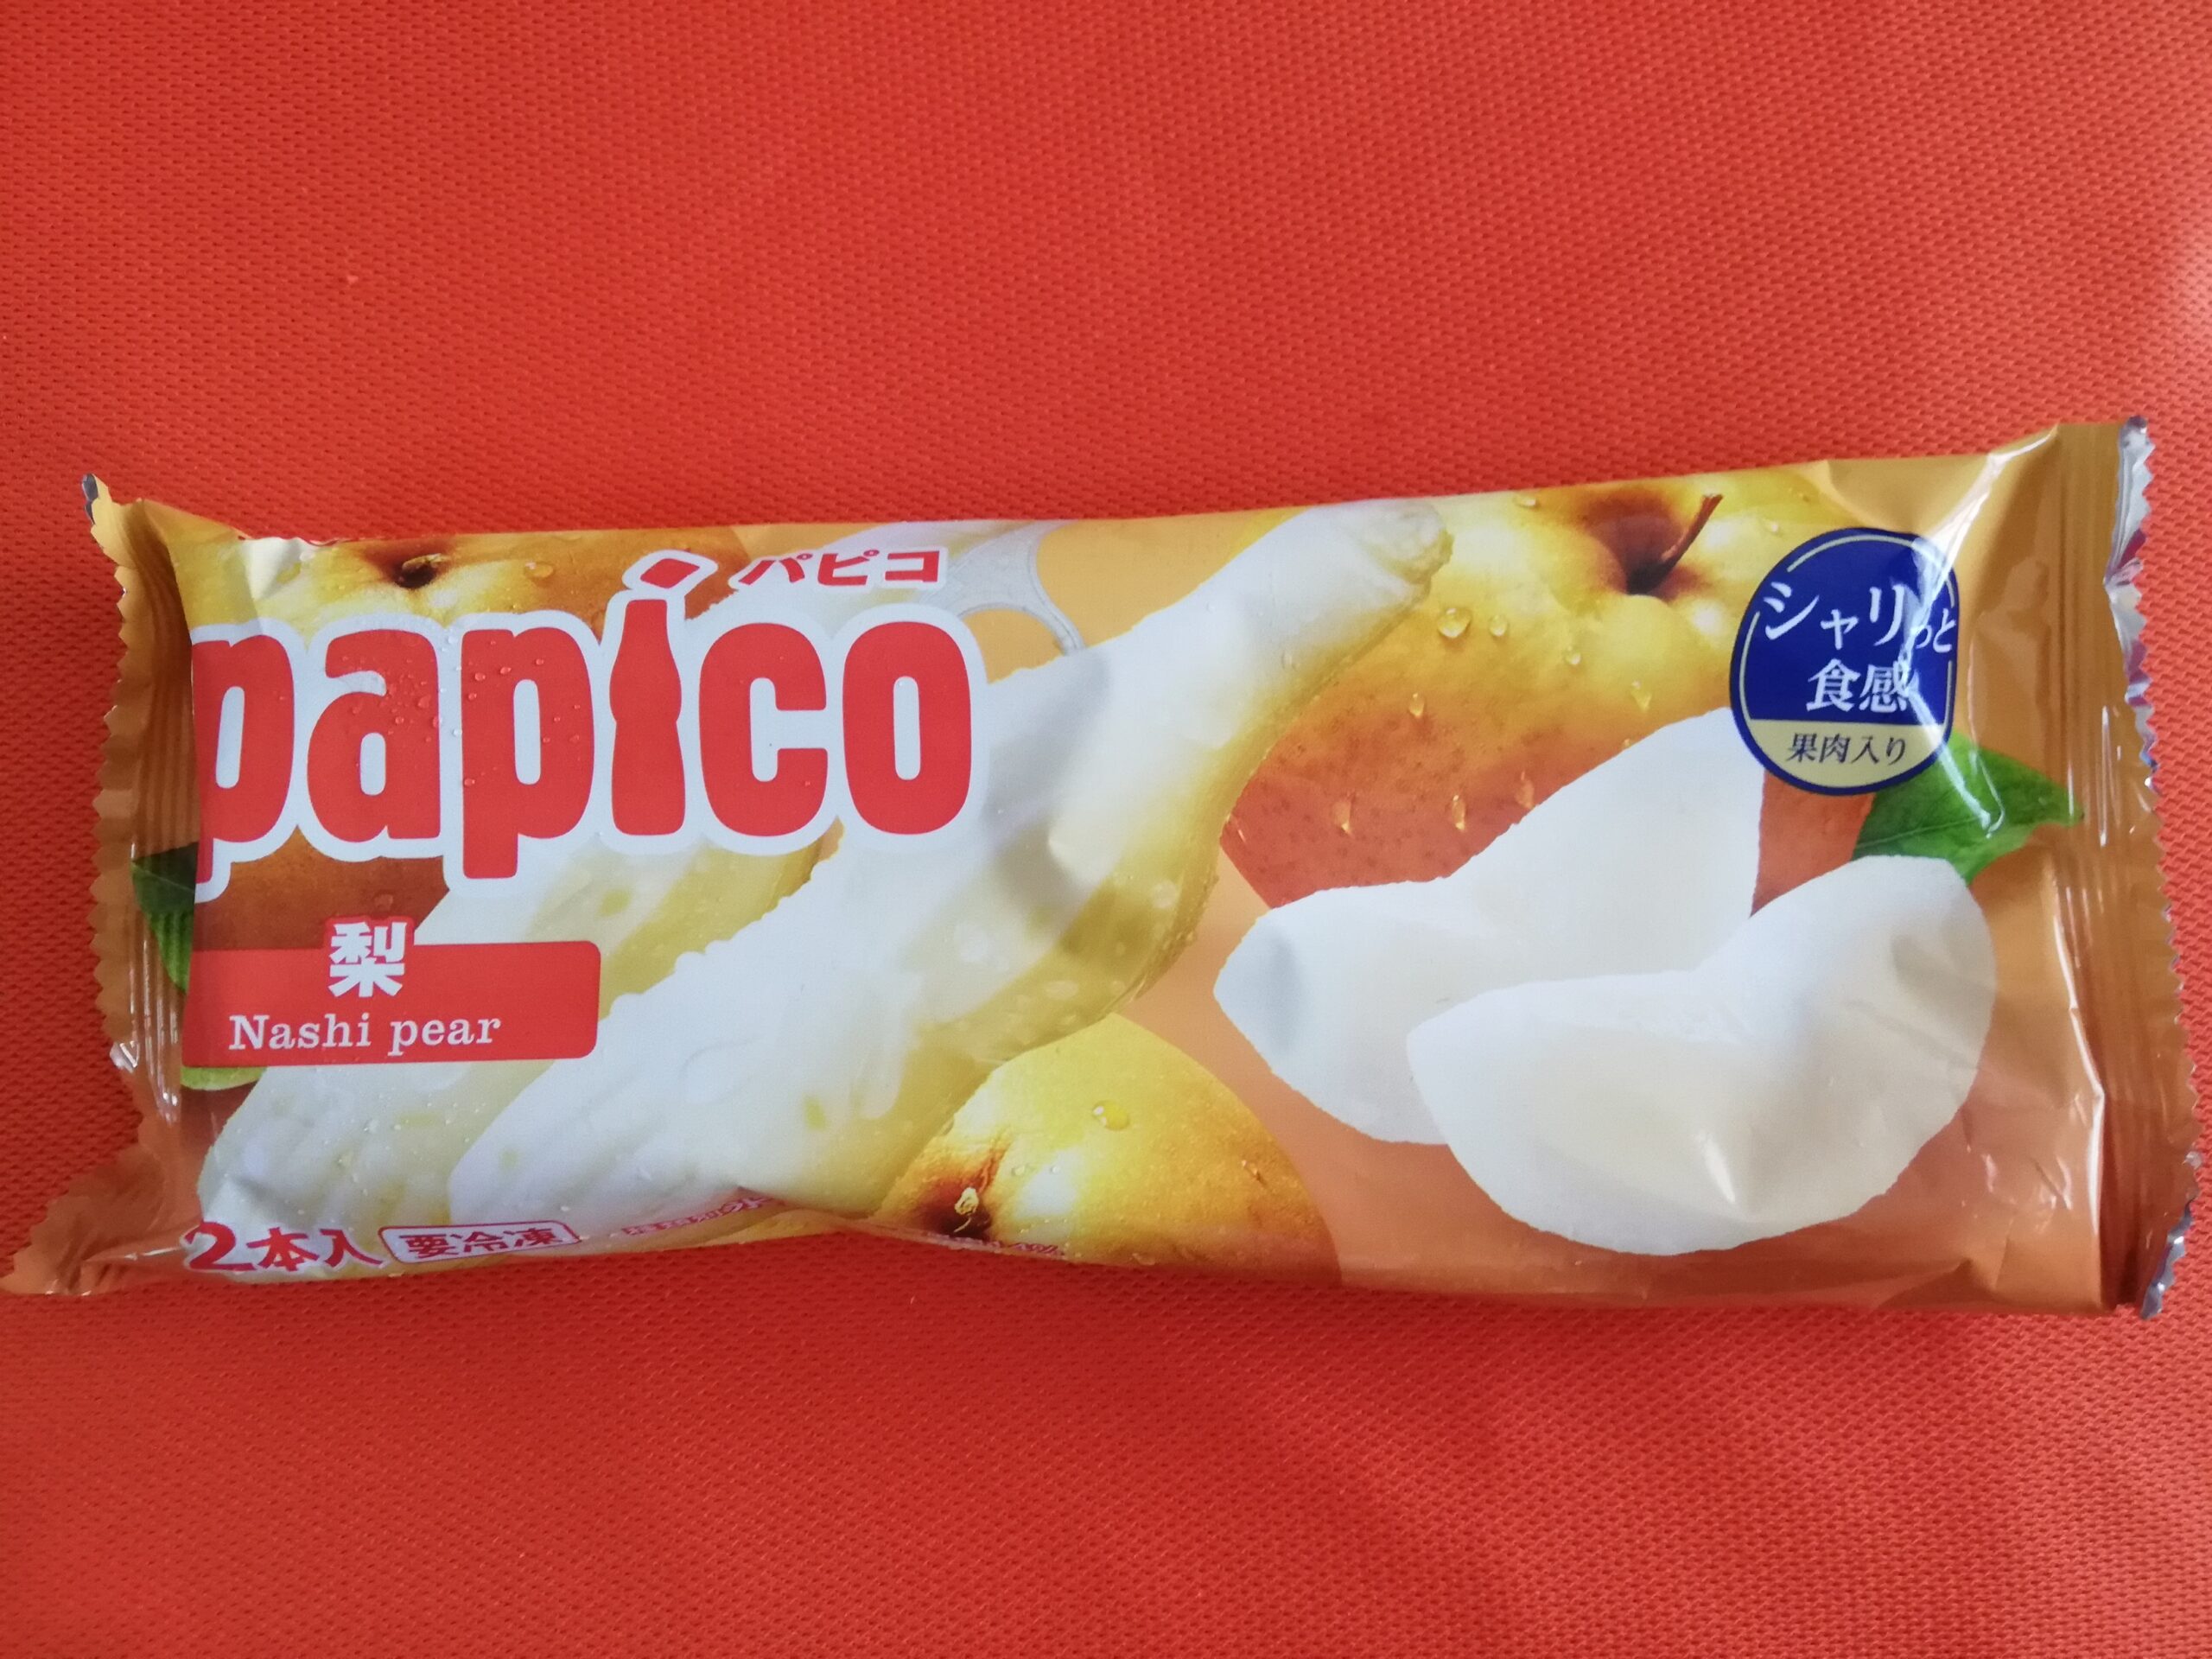 パピコ
papico
シャリっと
食感
果肉入り
梨
Nashi pear
2本入
要冷凍